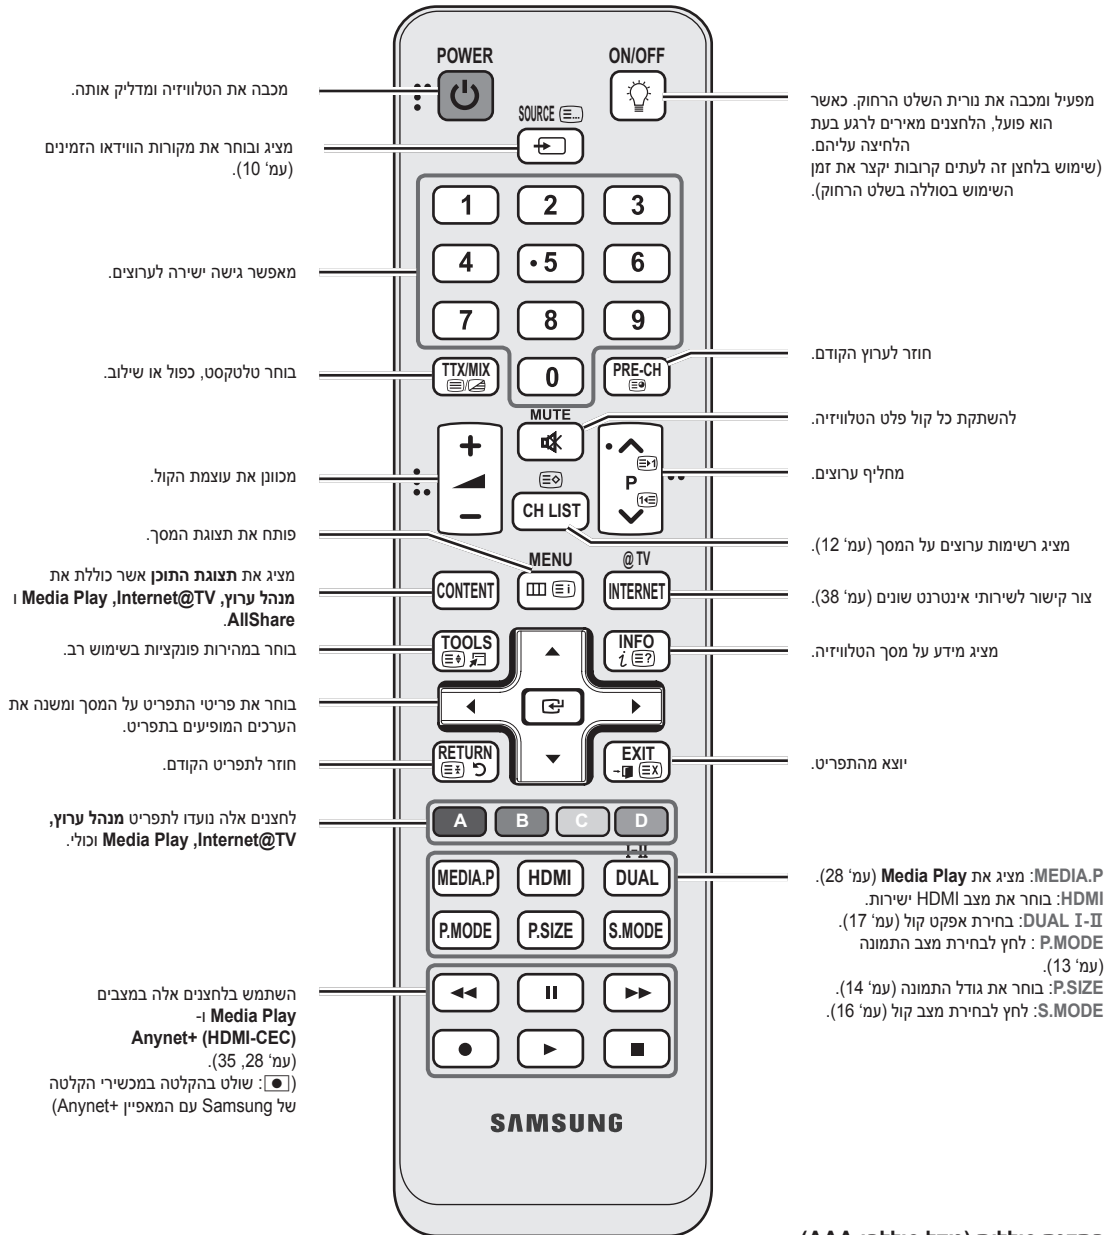 POWER
ON/OFF
מכבה את הטלוויזיה ומדליק אותה.
מפעיל ומכבה את נורית השלט הרחוק. כאשר
הוא פועל, הלחצנים מאירים לרגע בעת
הלחיצה עליהם.
(שימוש בלחצן זה לעתים קרובות יקצר את זמן
השימוש בסוללה בשלט הרחוק).
SOURCE
מציג ובוחר את מקורות הווידאו הזמינים
(עמ' 10).
1 2 3
4 5 6
7 8 9
0
מאפשר גישה ישירה לערוצים.
TTX/MIX
PRE-CH
חוזר לערוץ הקודם.
בוחר טלטקסט, כפול או שילוב.
MUTE
להשתקת כל קול פלט הטלוויזיה.
P
מחליף ערוצים.
מכוונן את עוצמת הקול.
CH LIST
מציג רשימות ערוצים על המסך (עמ' 12).
פותח את תצוגת המסך.
MENU
@ TV
CONTENT
INTERNET
מציג את תצוגת התוכן אשר כוללת את
מנהל ערוץ, Media Play ,Internet@TV ו
AllShare.
צור קישור לשירותי אינטרנט שונים (עמ' 38).
TOOLS
INFO
בוחר במהירות פונקציות בשימוש רב.
מציג מידע על מסך הטלוויזיה.
בוחר את פריטי התפריט על המסך ומשנה את
הערכים המופיעים בתפריט.
RETURN
EXIT
חוזר לתפריט הקודם.
יוצא מהתפריט.
A B C D
לחצנים אלה נועדו לתפריט מנהל ערוץ,
Media Play ,Internet@TV וכולי.
I-II
MEDIA.P HDMI DUAL
P.MODE P.SIZE S.MODE
MEDIA.P: מציג את Media Play (עמ' 28).
HDMI: בוחר את מצב HDMI ישירות.
DUAL I-II: בחירת אפקט קול (עמ' 17).
P.MODE : לחץ לבחירת מצב התמונה
(עמ' 13).
P.SIZE: בוחר את גודל התמונה (עמ' 14).
S.MODE: לחץ לבחירת מצב קול (עמ' 16).
השתמש בלחצנים אלה במצבים
Media Play ו-
Anynet+ (HDMI-CEC)
(עמ' 28, 35).
(: שולט בהקלטה במכשירי הקלטה
של Samsung עם המאפיין Anynet+)
SAMSUNG